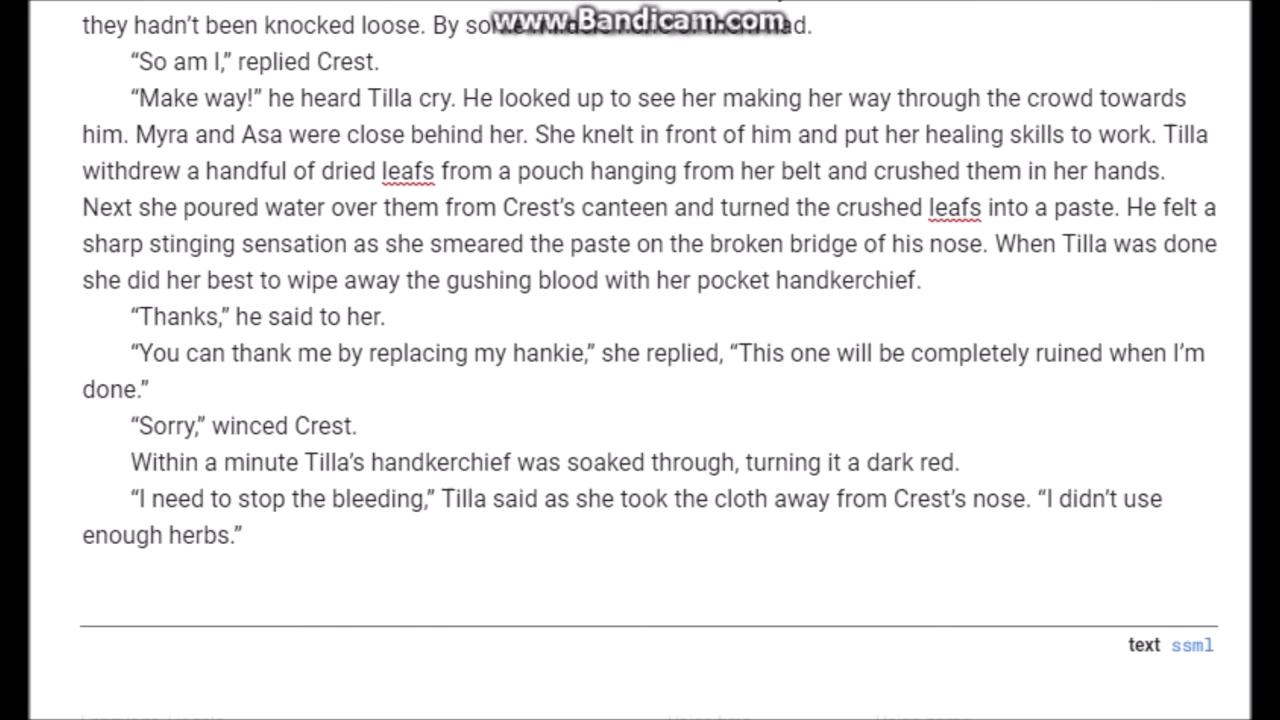 www.Bandicam.com
they hadn’t been knocked loose. By some miracle none of them had.
“So am I,” replied Crest.
“Make way!” he heard Tilla cry. He looked up to see her making her way through the crowd towards
him. Myra and Asa were close behind her. She knelt in front of him and put her healing skills to work. Tilla
withdrew a handful of dried leafs from a pouch hanging from her belt and crushed them in her hands.
Next she poured water over them from Crest’s canteen and turned the crushed leafs into a paste. He felt a
sharp stinging sensation as she smeared the paste on the broken bridge of his nose. When Tilla was done
she did her best to wipe away the gushing blood with her pocket handkerchief.
“Thanks,” he said to her.
“You can thank me by replacing my hankie,” she replied, “This one will be completely ruined when I’m
done.”
“Sorry,” winced Crest.
Within a minute Tilla’s handkerchief was soaked through, turning it a dark red.
“I need to stop the bleeding,” Tilla said as she took the cloth away from Crest’s nose. “I didn’t use
enough herbs.”
text ssml